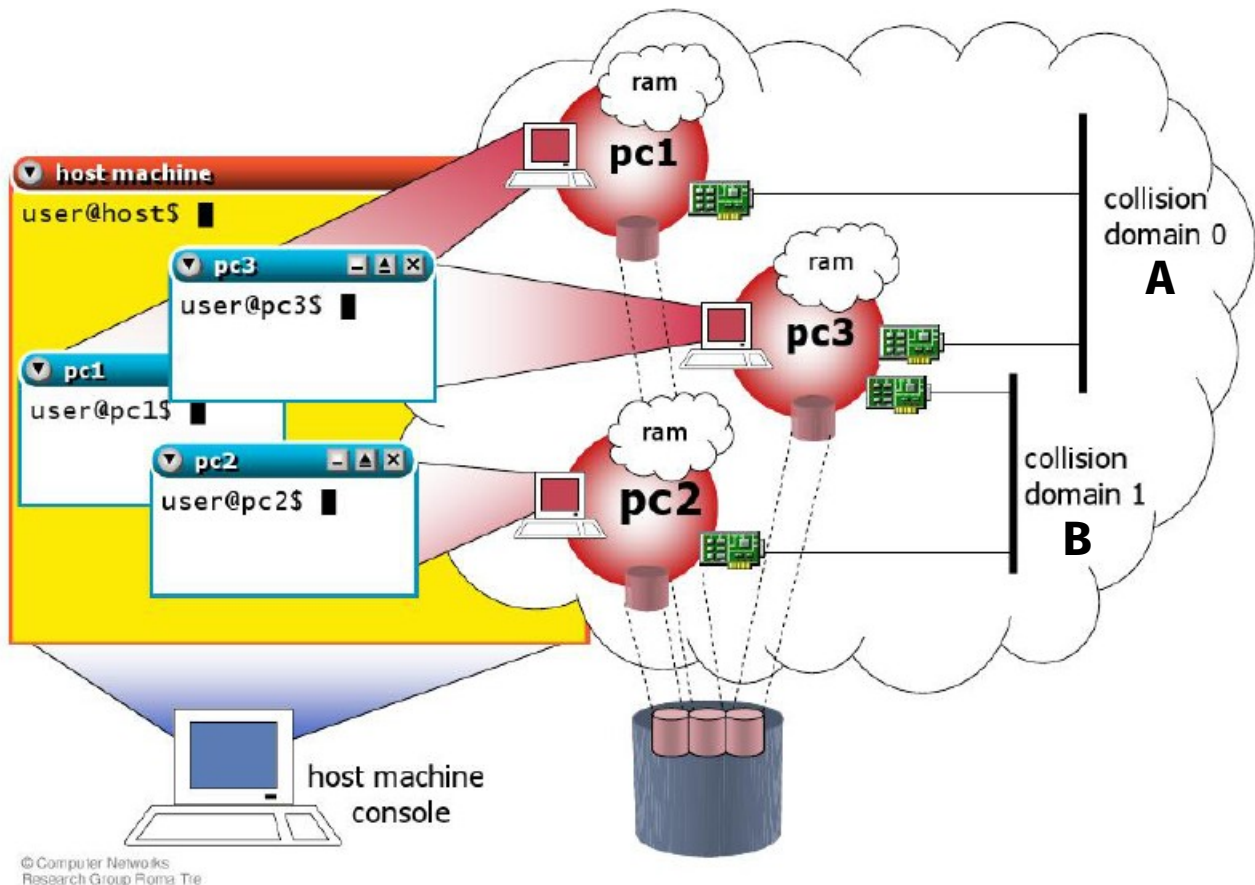 ram
pc1
host machine
user@host$
collision
domain 0
A
pc3
user@pc3$
ram
pc3
pc1
user@pc1$
ram
pc2
pc2
user@pc2$
collision
domain 1
B
host machine
console
© Computer Networks
Research Group Roma Tre